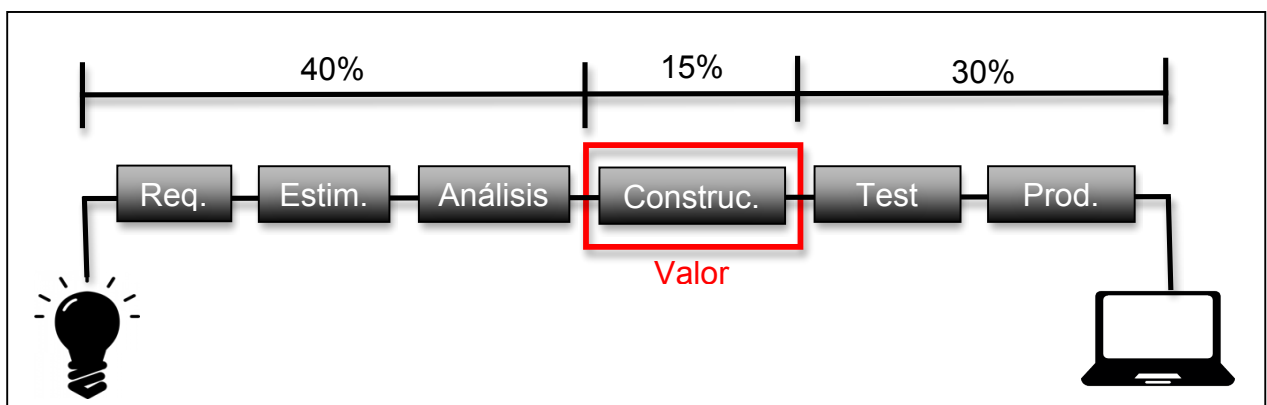 40% 15% 30%
Req. Estim. Análisis Construc. Test Prod.
Valor